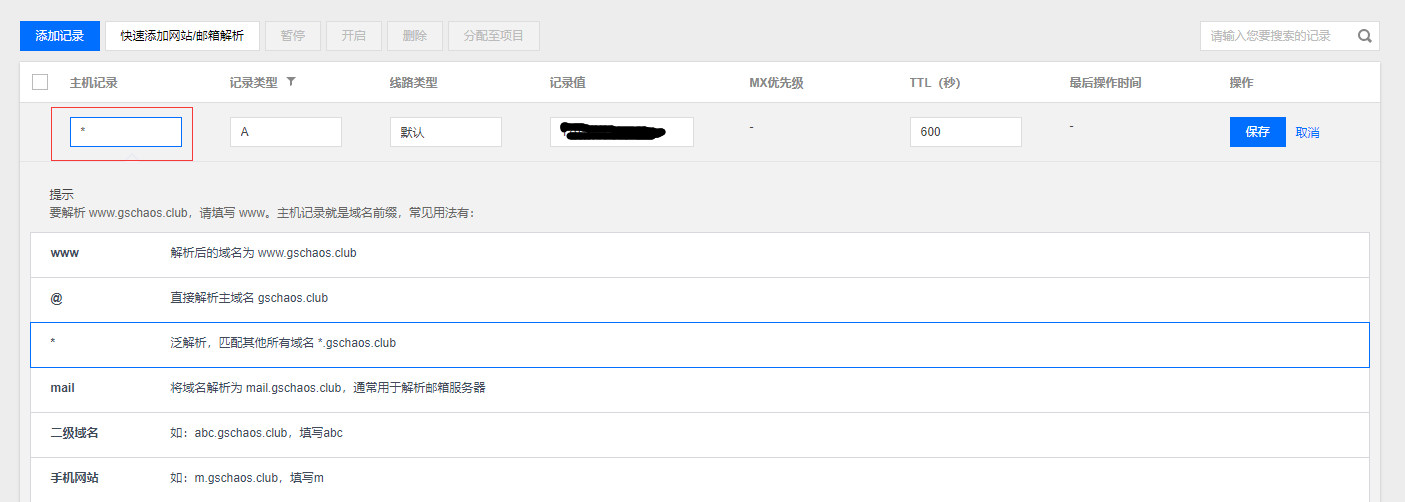 添加记录 快速添加网站/邮箱解析 暂停 开启 删除 分配至项目 请输入您要搜索的记录
主机记录 记录类型 线路类型 记录值 MX优先级 TTL（秒） 最后操作时间 操作
* A 默认 - 600 - 保存 取消
提示
要解析 www.gschaos.club，请填写 www。主机记录就是域名前缀，常见用法有：
www 解析后的域名为 www.gschaos.club
@ 直接解析主域名 gschaos.club
* 泛解析，匹配其他所有域名 *.gschaos.club
mail 将域名解析为 mail.gschaos.club，通常用于解析邮箱服务器
二级域名 如：abc.gschaos.club，填写abc
手机网站 如：m.gschaos.club，填写m